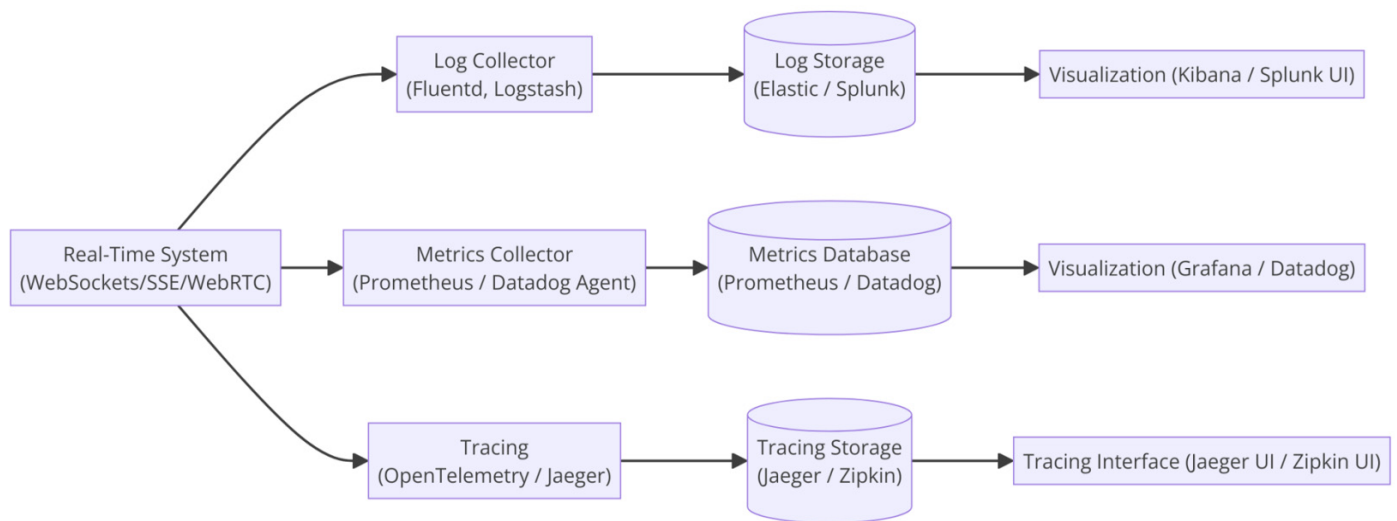 Log Collector
(Fluentd, Logstash)
Log Storage
(Elastic / Splunk)
Visualization (Kibana / Splunk UI)
Real-Time System
(WebSockets/SSE/WebRTC)
Metrics Collector
(Prometheus / Datadog Agent)
Metrics Database
(Prometheus / Datadog)
Visualization (Grafana / Datadog)
Tracing
(OpenTelemetry / Jaeger)
Tracing Storage
(Jaeger / Zipkin)
Tracing Interface (Jaeger UI / Zipkin UI)